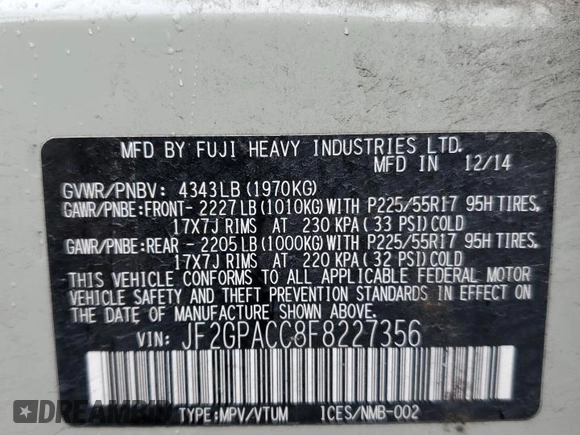 MFD BY FUJI HEAVY INDUSTRIES LTD.
MFD IN 12/14
GVWR/PNBV: 4343LB(1970KG)
GAWR/PNBE:FRONT- 2227LB(1010KG)WITH P225/55R17 95H TIRES,
17X7J RIMS AT 230 KPA(33 PSI)COLD
GAWR/PNBE:REAR - 2205LB(1000KG)WITH P225/55R17 95H TIRES,
17X7J RIMS AT 220 KPA(32 PSI)COLD
THIS VEHICLE CONFORMS TO ALL APPLICABLE FEDERAL MOTOR
VEHICLE SAFETY AND THEFT PREVENTION STANDARDS IN EFFECT ON
THE DATE OF MANUFACTURE SHOWN ABOVE.
VIN: JF2GPACC8F8227356
TYPE:MPV/VTUM ICES/NMB-002
DEALERS ACCESS